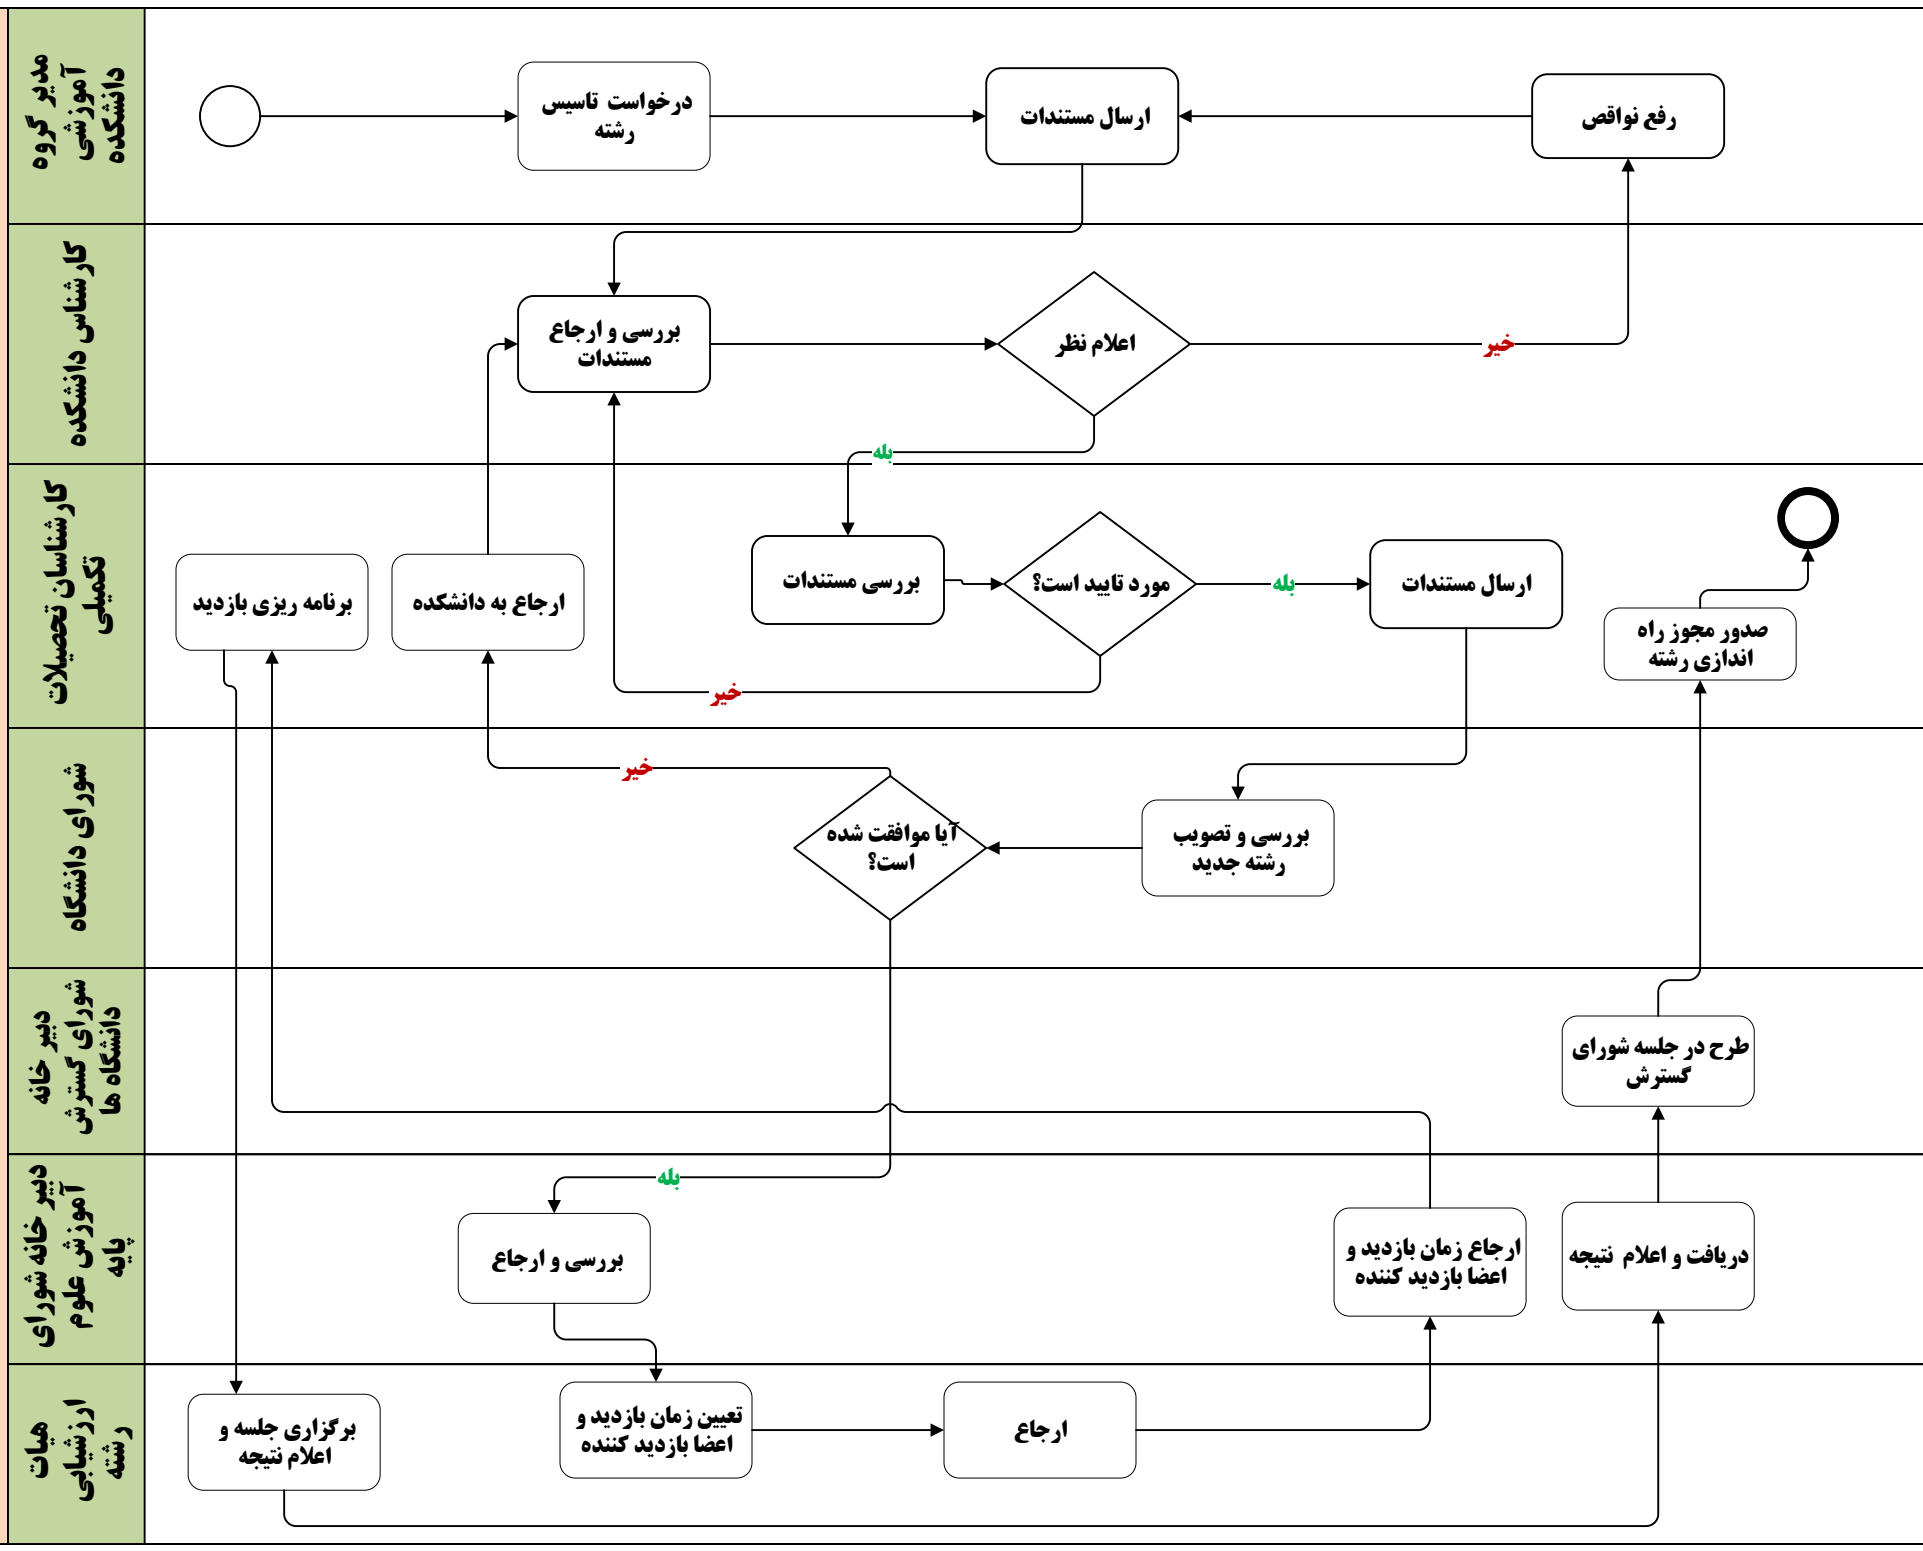 مدیر گروه
آموزشی
دانشکده
درخواست تاسیس
رشته
ارسال مستندات
رفع نواقص
کارشناس دانشکده
بررسی و ارجاع
مستندات
اعلام نظر
خیر
بله
کارشناسان تحصیلات
تکمیلی
برنامه ریزی بازدید
ارجاع به دانشکده
بررسی مستندات
مورد تایید است؟
بله
ارسال مستندات
صدور مجوز راه
اندازی رشته
خیر
شورای دانشگاه
خیر
آیا موافقت شده
است؟
بررسی و تصویب
رشته جدید
دبیر خانه
شورای گسترش
دانشگاه ها
طرح در جلسه شورای
گسترش
دبیر خانه شورای
آموزش علوم
پایه
بله
بررسی و ارجاع
ارجاع زمان بازدید و
اعضا بازدید کننده
دریافت و اعلام نتیجه
هیات
ارزشیابی
رشته
برگزاری جلسه و
اعلام نتیجه
تعیین زمان بازدید و
اعضا بازدید کننده
ارجاع